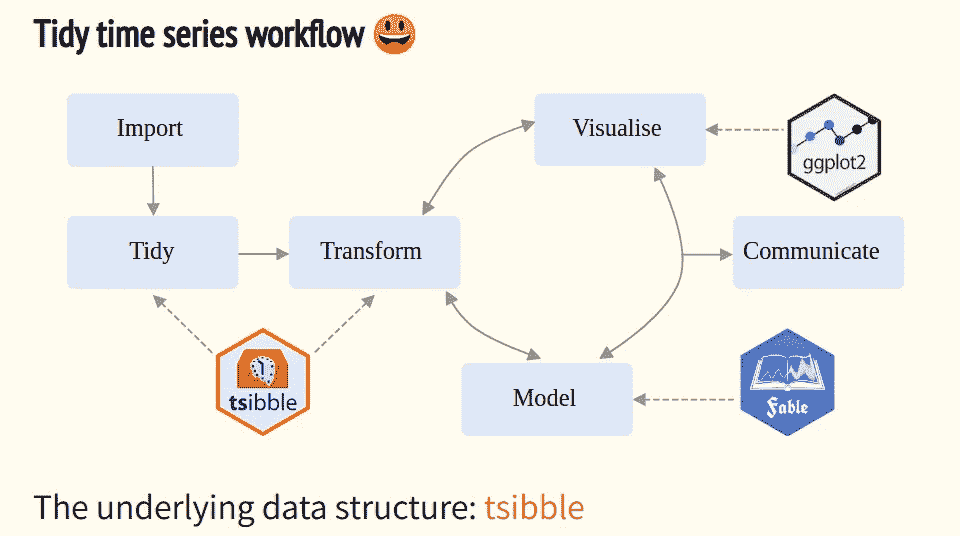 Tidy time series workflow
Import
Visualise
ggplot2
Tidy
Transform
Communicate
tsibble
Model
Fable
The underlying data structure: tsibble